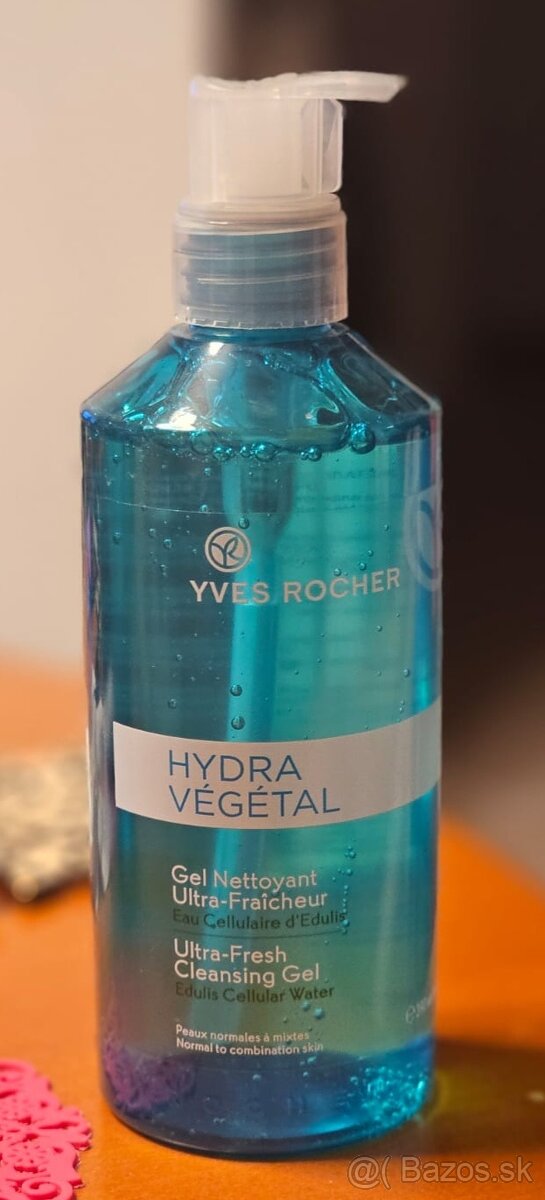 YVES ROCHER
HYDRA
VÉGÉTAL
Gel Nettoyant
Ultra-Fraîcheur
Eau Cellulaire d'Edulis
Ultra-Fresh
Cleansing Gel
Edulis Cellular Water
Peaux normales à mixtes
Normal to combination skin
@( Bazos.sk